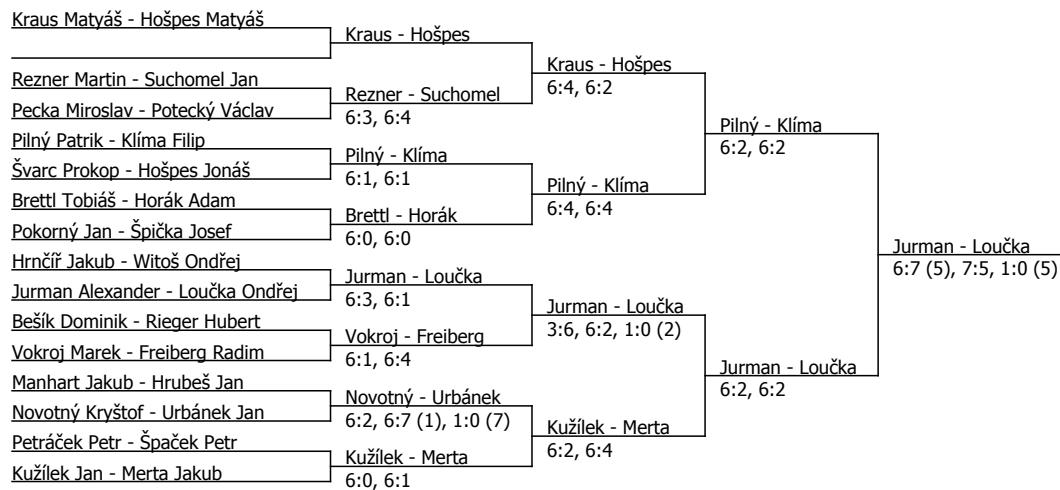 Kraus Matyáš - Hošpes Matyáš
Rezner Martin - Suchomel Jan
Pecka Miroslav - Potecký Václav
Pilný Patrik - Klíma Filip
Švarc Prokop - Hošpes Jonáš
Brettl Tobiáš - Horák Adam
Pokorný Jan - Špička Josef
Hrnčíř Jakub - Witoš Ondřej
Jurman Alexander - Loučka Ondřej
Bešík Dominik - Rieger Hubert
Vokroj Marek - Freiberg Radim
Manhart Jakub - Hrubeš Jan
Novotný Kryštof - Urbánek Jan
Petráček Petr - Špaček Petr
Kužílek Jan - Merta Jakub
Kraus - Hošpes
Rezner - Suchomel
6:3, 6:4
Pilný - Klíma
6:1, 6:1
Brettl - Horák
6:0, 6:0
Jurman - Loučka
6:3, 6:1
Vokroj - Freiberg
6:1, 6:4
Novotný - Urbánek
6:2, 6:7 (1), 1:0 (7)
Kužílek - Merta
6:0, 6:1
Kraus - Hošpes
6:4, 6:2
Pilný - Klíma
6:4, 6:4
Jurman - Loučka
3:6, 6:2, 1:0 (2)
Kužílek - Merta
6:2, 6:4
Pilný - Klíma
6:2, 6:2
Jurman - Loučka
6:2, 6:2
Jurman - Loučka
6:7 (5), 7:5, 1:0 (5)